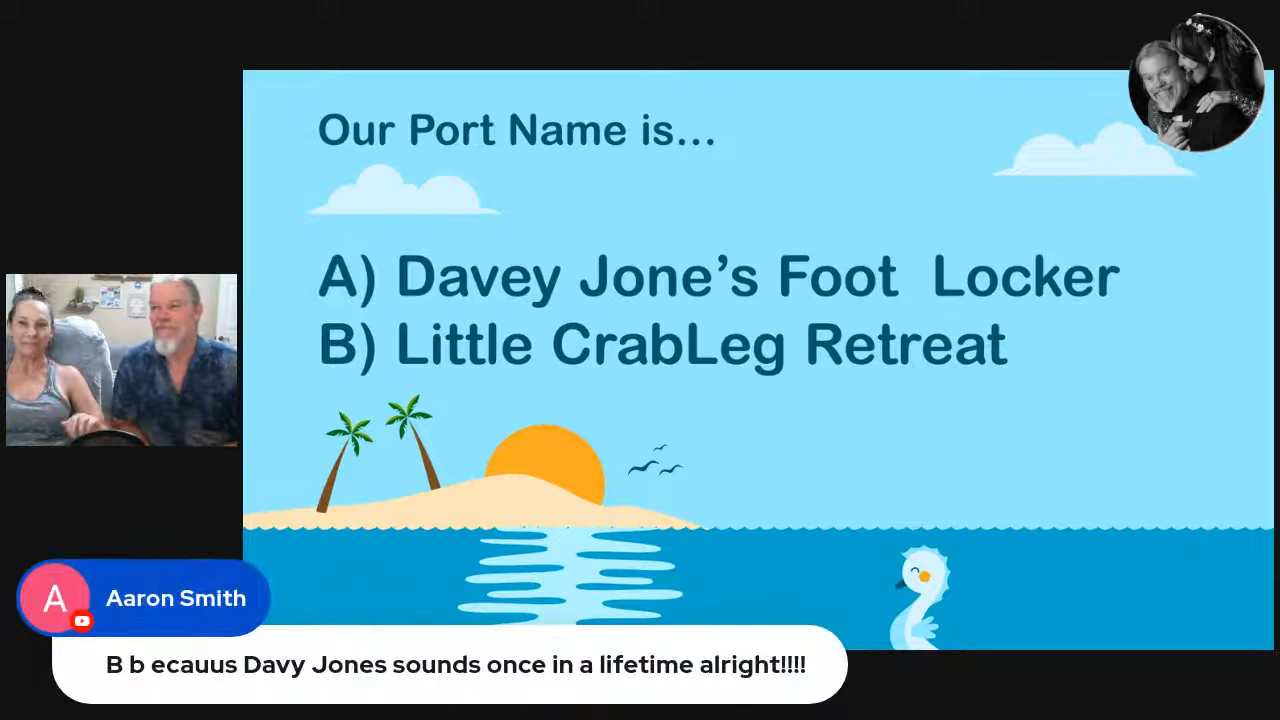 Our Port Name is...
A) Davey Jone’s Foot Locker
B) Little CrabLeg Retreat
A
Aaron Smith
B b ecauus Davy Jones sounds once in a lifetime alright!!!!